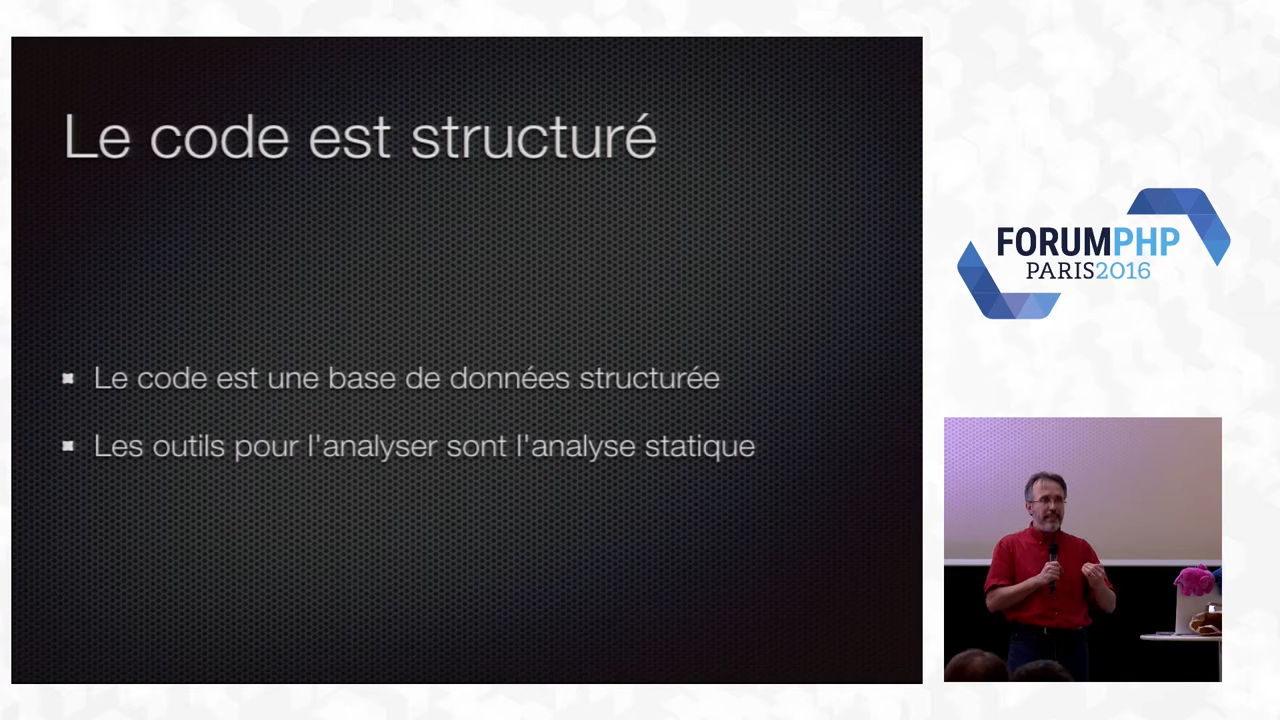 Le code est structuré
Le code est une base de données structurée
Les outils pour l'analyser sont l'analyse statique
FORUMPHP
PARIS2016